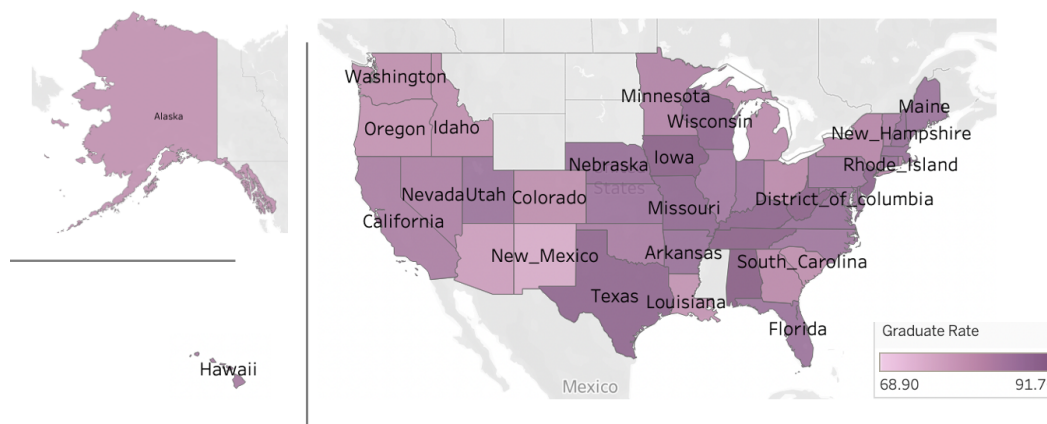 Alaska
Hawaii
Washington
Oregon
Idaho
Nevada
Utah
Colorado
California
New_Mexico
Minnesota
Wisconsin
Nebraska
Iowa
States
Missouri
Arkansas
Texas
Louisiana
Maine
New_Hampshire
Rhode_Island
District_of_columbia
South_Carolina
Florida
Mexico
Graduate Rate
68.90
91.7